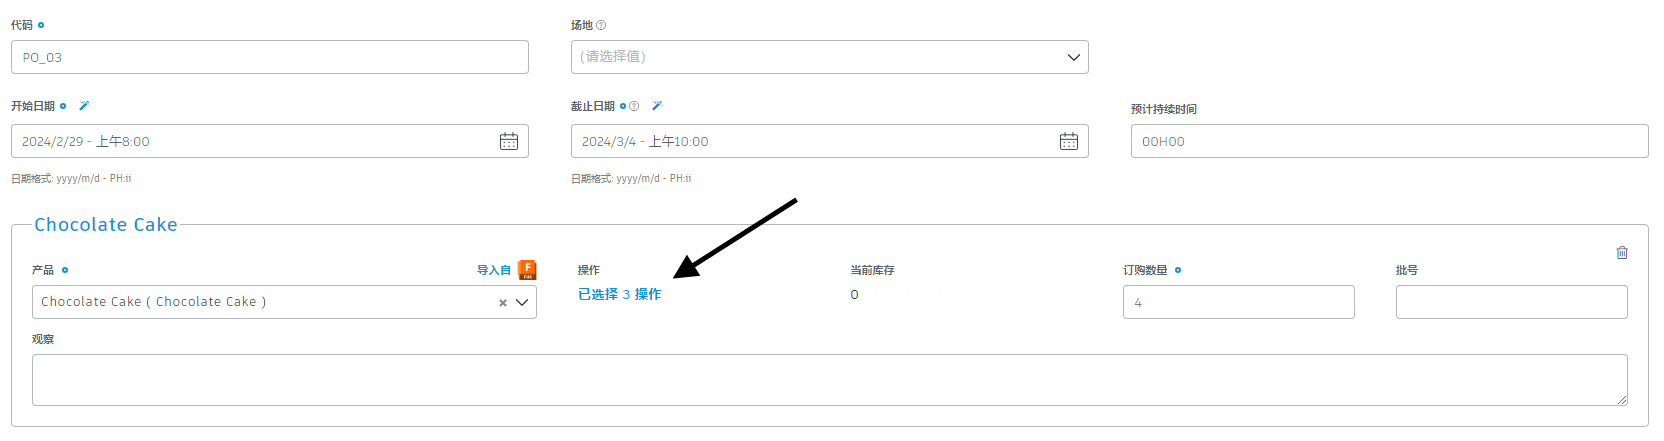 代码
场地
PO_03
(请选择值)
开始日期
截止日期
预计持续时间
2024/2/29 - 上午8:00
2024/3/4 - 上午10:00
00H00
日期格式: yyyy/m/d - PH:ii
日期格式: yyyy/m/d - PH:ii
Chocolate Cake
产品
导入自
F
FUS
操作
当前库存
订购数量
批号
Chocolate Cake ( Chocolate Cake )
已选择 3 操作
0
4
观察